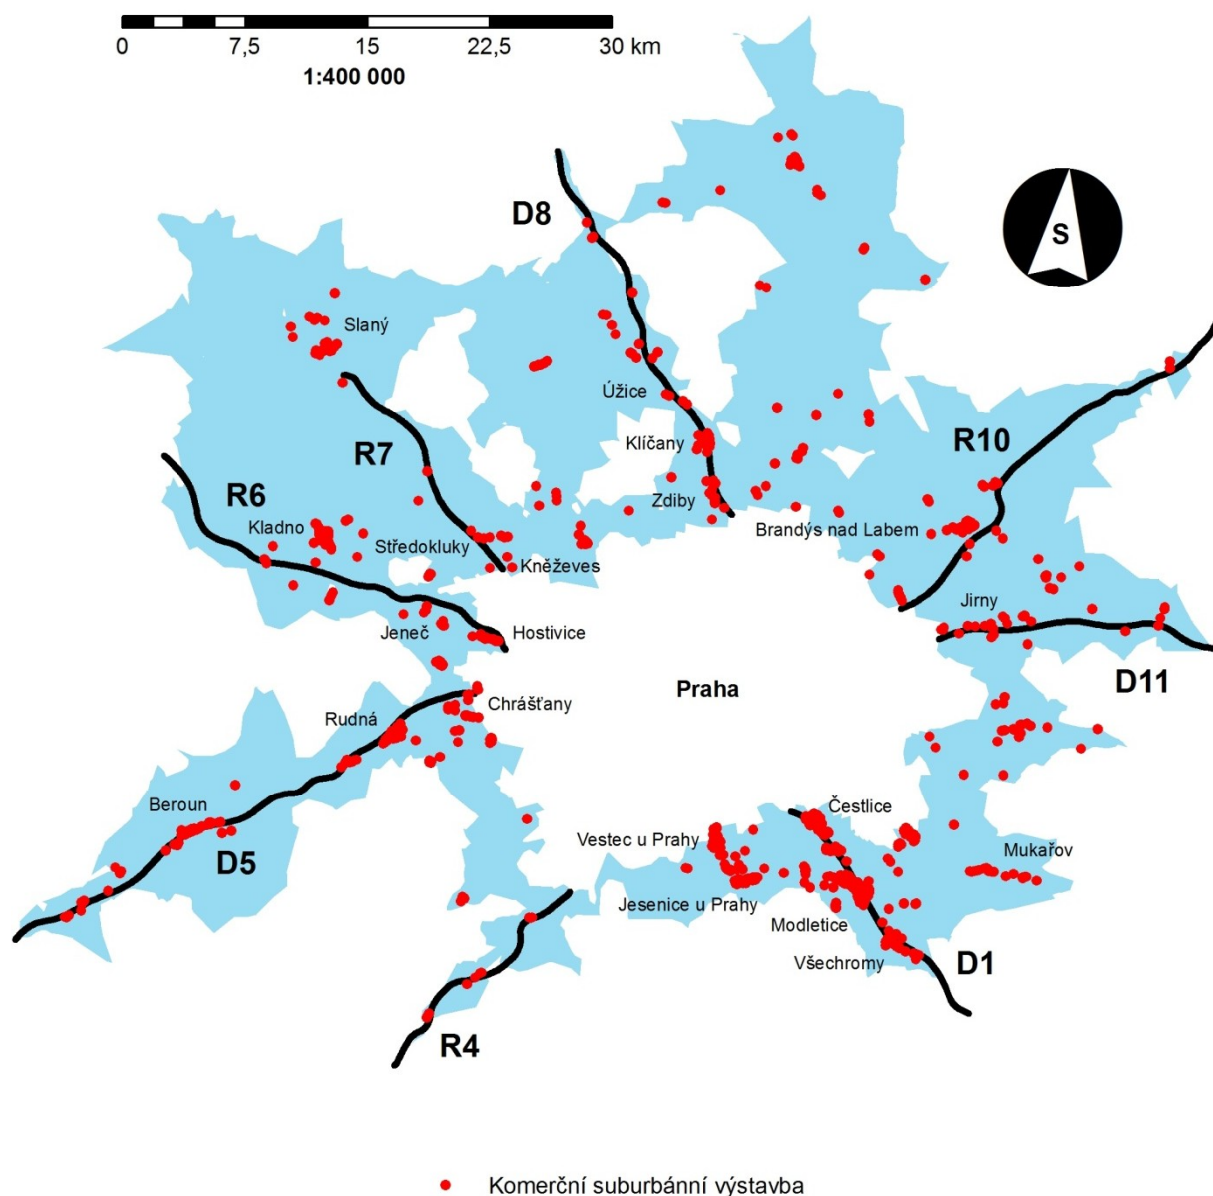 0 7,5 15 22,5 30 km
1:400 000
D8
S
Slaný
Úžice
R7
Klíčany
R10
R6
Zdiby
Kladno
Brandýs nad Labem
Středokluky
Kněževes
Jirny
Jeneč
Hostivice
Praha
D11
Chrášťany
Rudná
Beroun
Čestlice
Vestec u Prahy
D5
Mukařov
Jesenice u Prahy
Modletice
Všechromy
D1
R4
Komerční suburbánní výstavba